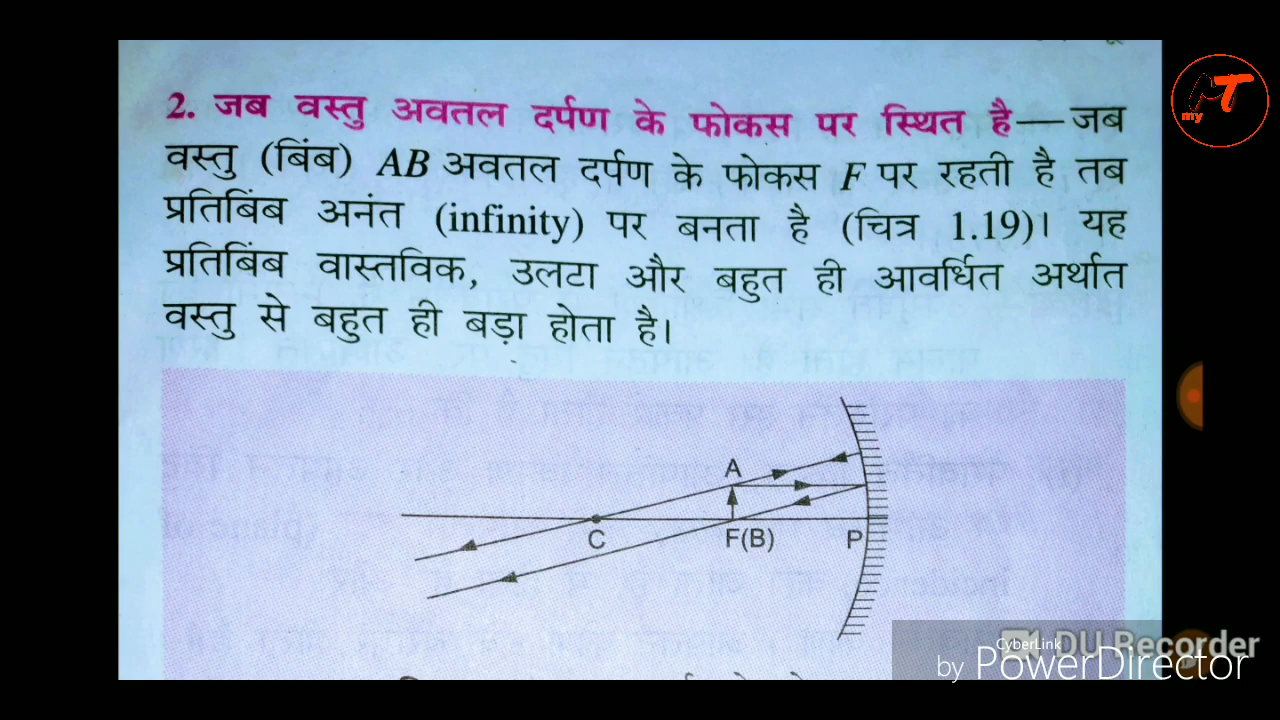 2. जब वस्तु अवतल दर्पण के फोकस पर स्थित है—जब
वस्तु (बिंब) AB अवतल दर्पण के फोकस F पर रहती है तब
प्रतिबिंब अनंत (infinity) पर बनता है (चित्र 1.19)। यह
प्रतिबिंब वास्तविक, उलटा और बहुत ही आवर्धित अर्थात
वस्तु से बहुत ही बड़ा होता है।
A
C
F(B)
P
my
T
DU Recorder
CyberLink
by PowerDirector